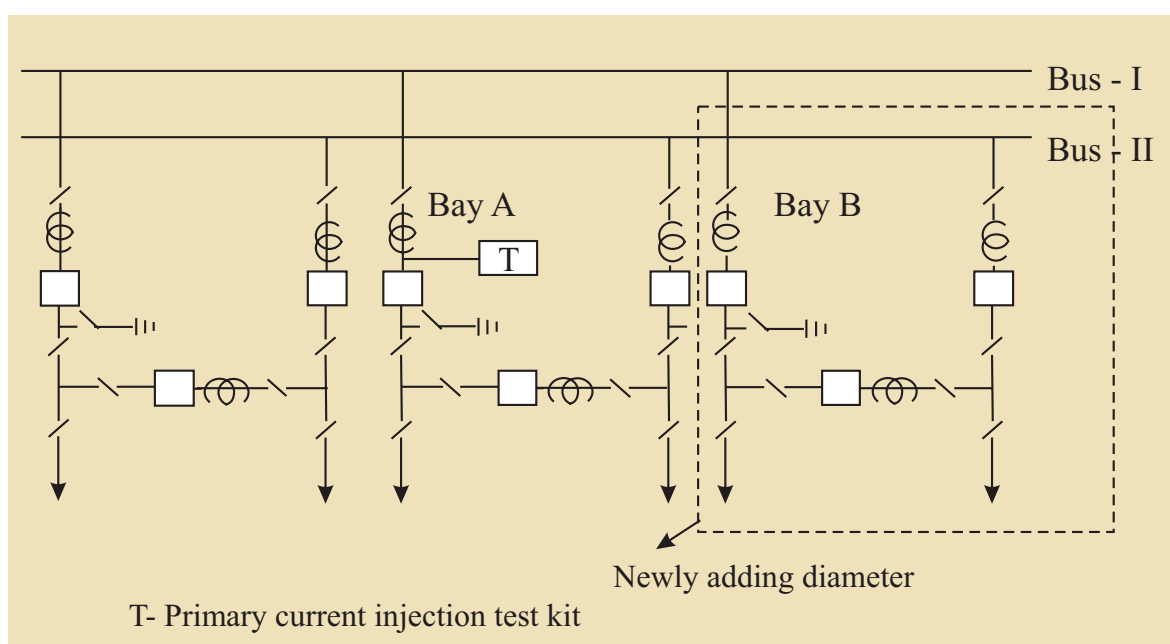 Bus - I
Bus - II
Bay A
Bay B
T
Newly adding diameter
T- Primary current injection test kit